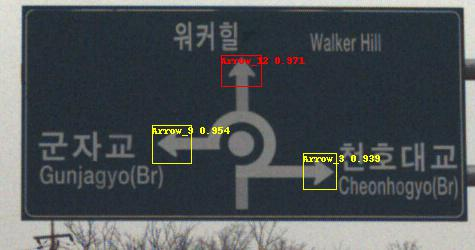 워커힐 Walker Hill
Arrow_12 0.971
Arrow_9 0.954
군자교
Gunjagyo(Br)
Arrow_3 0.939
천호대교
Cheonhogyo(Br)